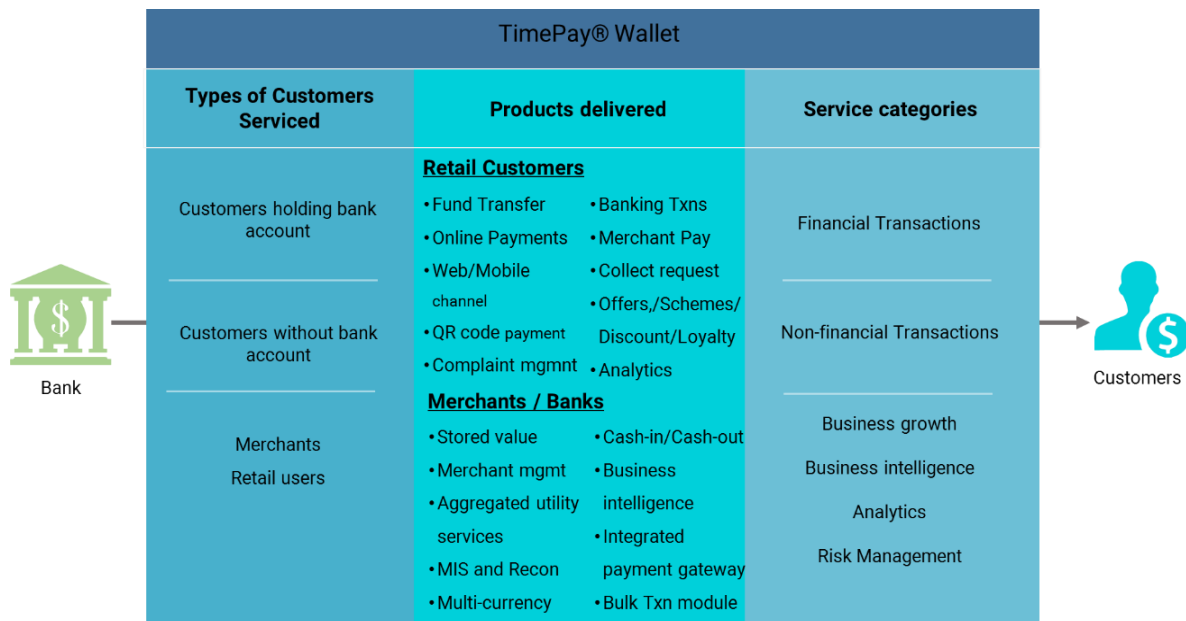 TimePay® Wallet
Types of Customers
Serviced
Products delivered
Service categories
Customers holding bank
account
Customers without bank
account
Merchants
Retail users
Retail Customers
•Fund Transfer
•Online Payments
•Web/Mobile
channel
•QR code payment
•Complaint mgmnt
•Banking Txns
•Merchant Pay
•Collect request
•Offers,/Schemes/
Discount/Loyalty
•Analytics
Merchants / Banks
•Stored value
•Merchant mgmt
•Aggregated utility
services
•MIS and Recon
•Multi-currency
•Cash-in/Cash-out
•Business
intelligence
•Integrated
payment gateway
•Bulk Txn module
Financial Transactions
Non-financial Transactions
Business growth
Business intelligence
Analytics
Risk Management
$
Bank
$
Customers